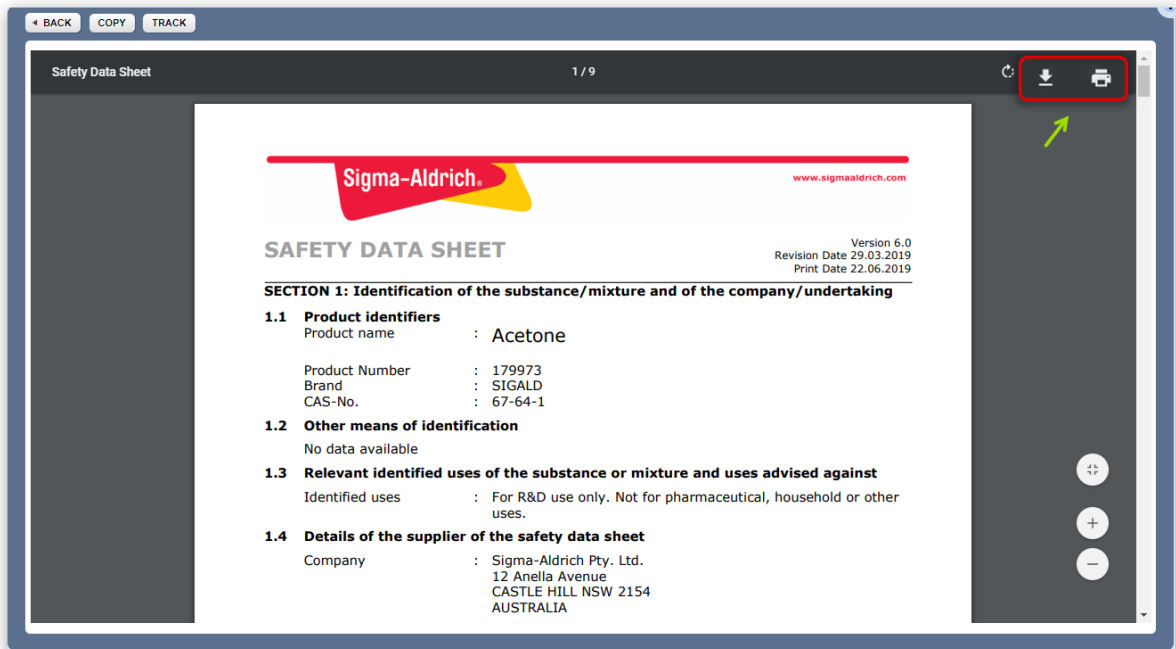 BACK COPY TRACK
Safety Data Sheet 1 / 9
Sigma-Aldrich®
www.sigmaaldrich.com
SAFETY DATA SHEET
Version 6.0
Revision Date 29.03.2019
Print Date 22.06.2019
SECTION 1: Identification of the substance/mixture and of the company/undertaking
1.1 Product identifiers
Product name : Acetone
Product Number : 179973
Brand : SIGALD
CAS-No. : 67-64-1
1.2 Other means of identification
No data available
1.3 Relevant identified uses of the substance or mixture and uses advised against
Identified uses : For R&D use only. Not for pharmaceutical, household or other
uses.
1.4 Details of the supplier of the safety data sheet
Company : Sigma-Aldrich Pty. Ltd.
12 Anella Avenue
CASTLE HILL NSW 2154
AUSTRALIA